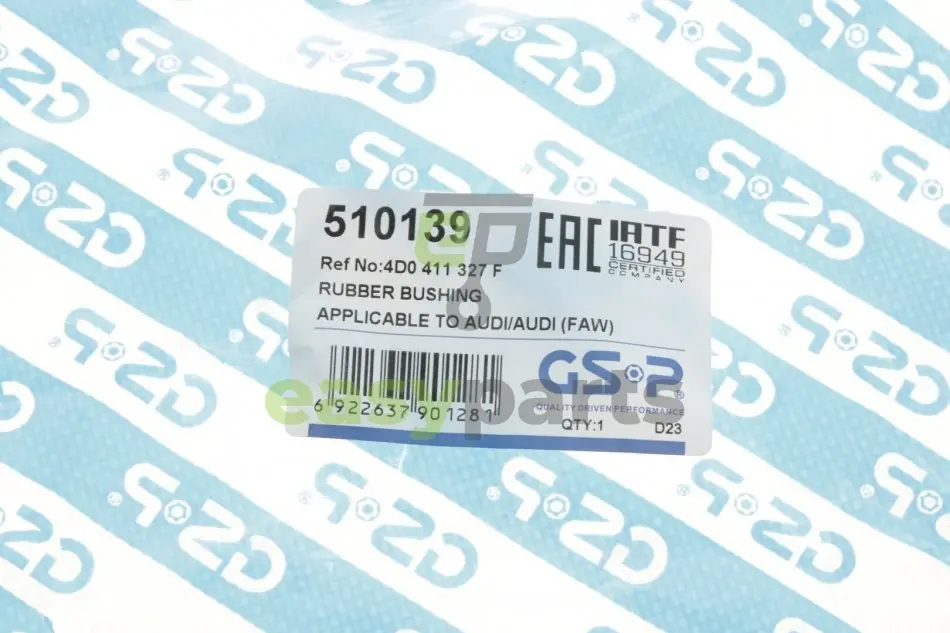 510139
EAC
IATF
16949
CERTIFIED
COMPANY
Ref No:4D0 411 327 F
RUBBER BUSHING
APPLICABLE TO AUDI/AUDI (FAW)
GSP
QUALITY DRIVEN PERFORMANCE
6 922637 901281
QTY:1
D23
ep
easyparts